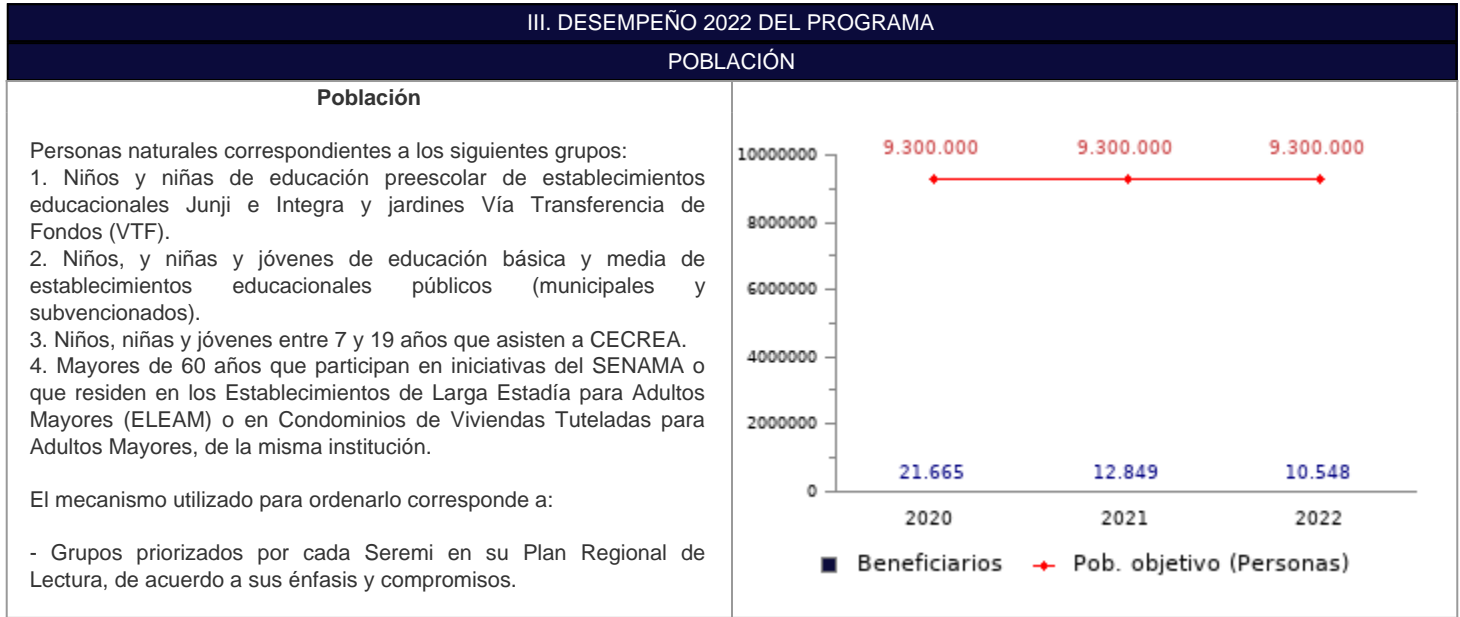 III. DESEMPEÑO 2022 DEL PROGRAMA
POBLACIÓN
Población
Personas naturales correspondientes a los siguientes grupos:
1. Niños y niñas de educación preescolar de establecimientos
educacionales Junji e Integra y jardines Vía Transferencia de
Fondos (VTF).
2. Niños, y niñas y jóvenes de educación básica y media de
establecimientos educacionales públicos (municipales y
subvencionados).
3. Niños, niñas y jóvenes entre 7 y 19 años que asisten a CECREA.
4. Mayores de 60 años que participan en iniciativas del SENAMA o
que residen en los Establecimientos de Larga Estadía para Adultos
Mayores (ELEAM) o en Condominios de Viviendas Tuteladas para
Adultos Mayores, de la misma institución.
El mecanismo utilizado para ordenarlo corresponde a:
- Grupos priorizados por cada Seremi en su Plan Regional de
Lectura, de acuerdo a sus énfasis y compromisos.
9.300.000 9.300.000 9.300.000
10000000
8000000
6000000
4000000
2000000
0
21.665 12.849 10.548
2020 2021 2022
Beneficiarios Pob. objetivo (Personas)